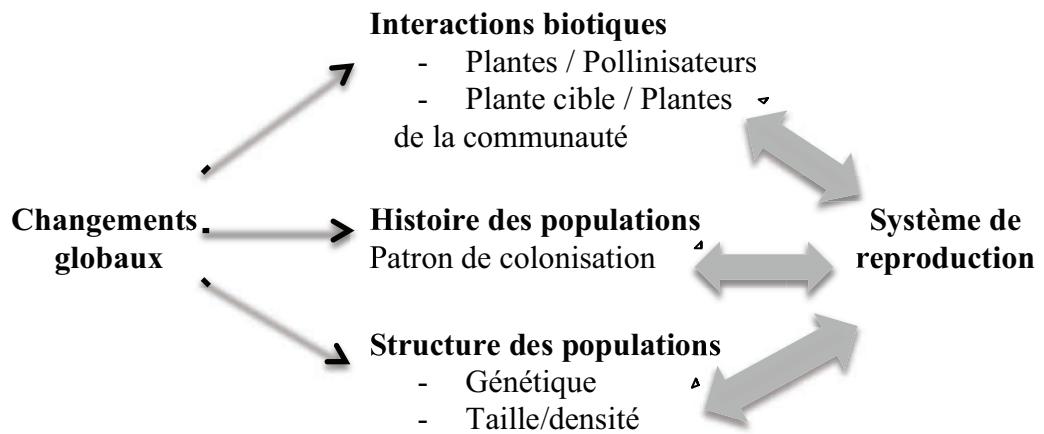 Interactions biotiques
- Plantes / Pollinisateurs
- Plante cible / Plantes
de la communauté
Changements
globaux
Histoire des populations
Patron de colonisation
Système de
reproduction
Structure des populations
- Génétique
- Taille/densité